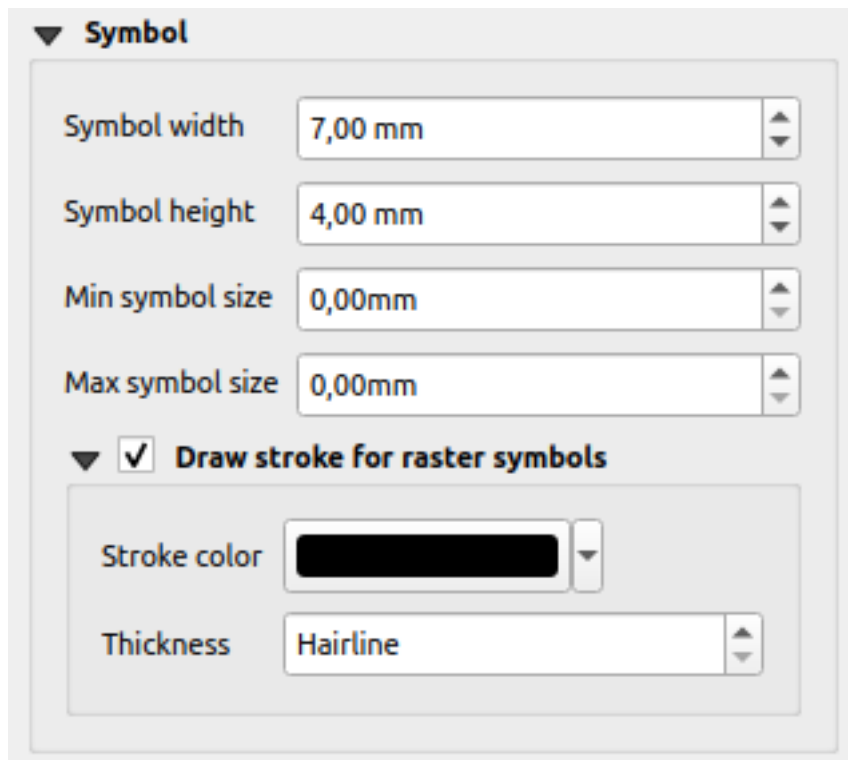 Symbol
Symbol width 7,00 mm
Symbol height 4,00 mm
Min symbol size 0,00mm
Max symbol size 0,00mm
Draw stroke for raster symbols
Stroke color
Thickness Hairline